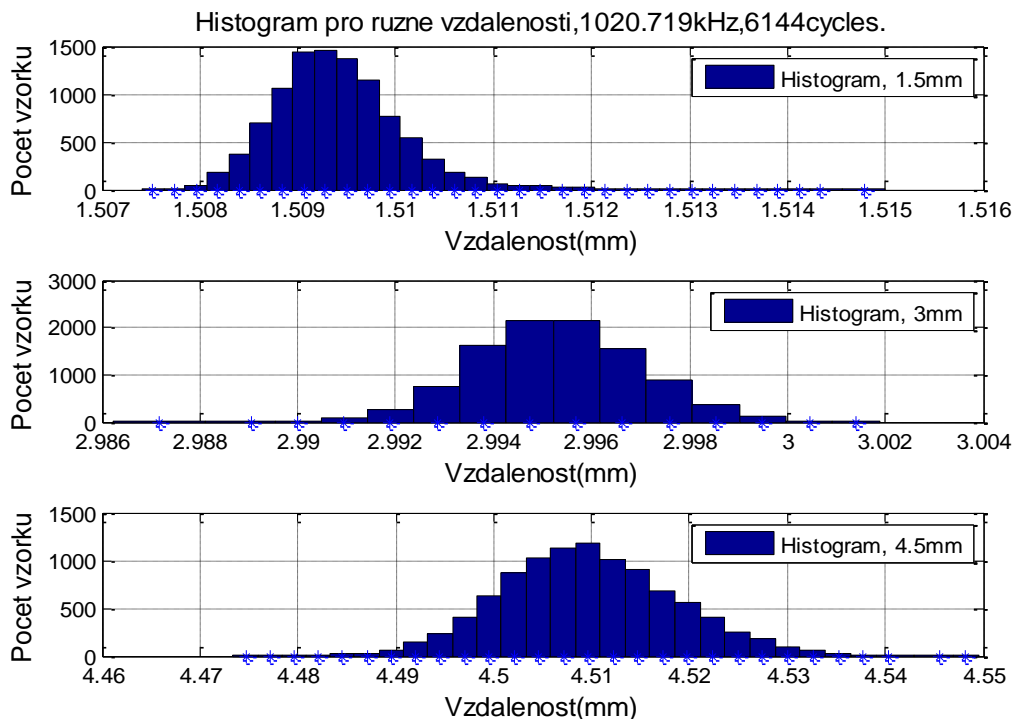 Histogram pro ruzne vzdalenosti,1020.719kHz,6144cycles.
1500
1000
500
0
Pocet vzorku
Histogram, 1.5mm
1.507 1.508 1.509 1.51 1.511 1.512 1.513 1.514 1.515 1.516
Vzdalenost(mm)
3000
2000
1000
0
Pocet vzorku
Histogram, 3mm
2.986 2.988 2.99 2.992 2.994 2.996 2.998 3 3.002 3.004
Vzdalenost(mm)
1500
1000
500
0
Pocet vzorku
Histogram, 4.5mm
4.46 4.47 4.48 4.49 4.5 4.51 4.52 4.53 4.54 4.55
Vzdalenost(mm)